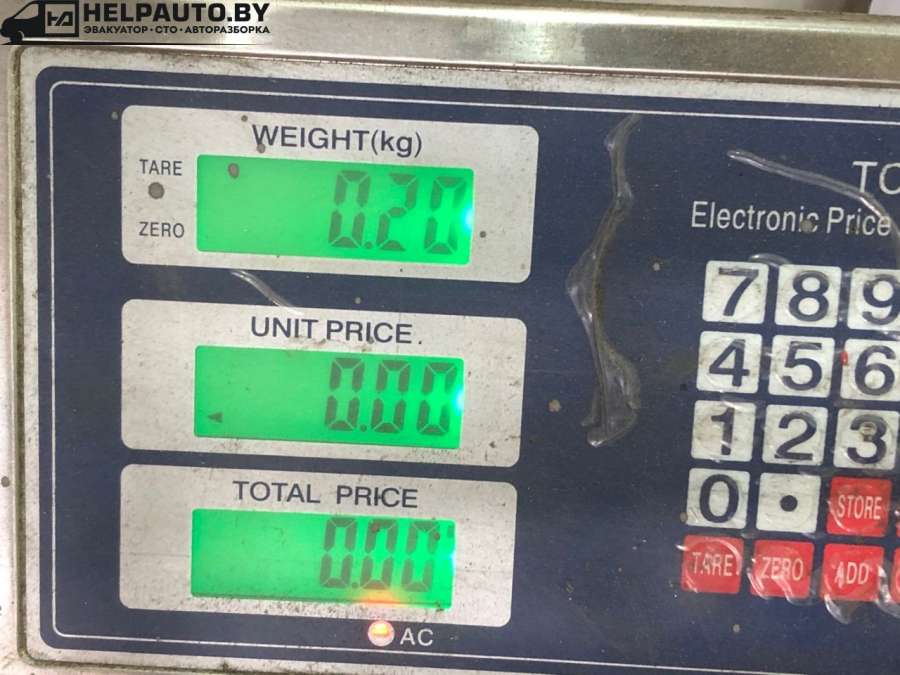 HELPAUTO.BY
ЭВАКУАТОР • СТО • АВТОРАЗБОРКА
WEIGHT(kg)
TARE
0.20
ZERO
Electronic Price
UNIT PRICE
0.00
TOTAL PRICE
0.00
AC
7 8 9
4 5 6
1 2 3
0 • STORE
TARE ZERO ADD